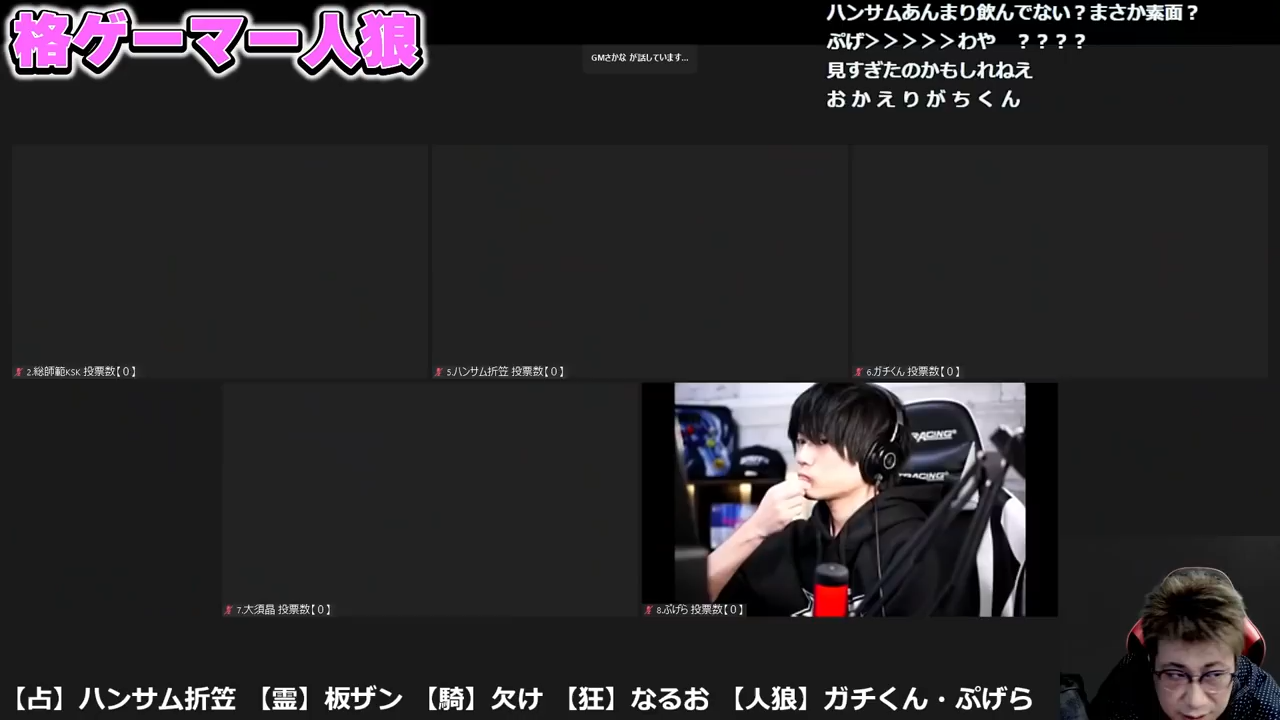 格ゲーマー人狼
GMさかな が話しています...
ハンサムあんまり飲んでない？まさか素面？
ぷげ＞＞＞＞＞わや　？？？？
見すぎたのかもしれねえ
おかえりがちくん
2.総師範KSK 投票数【0】
5.ハンサム折笠 投票数【0】
6.ガチくん 投票数【0】
RACING
RACING
7.大須晶 投票数【0】
8.ぷげら 投票数【0】
【占】ハンサム折笠 【霊】板ザン 【騎】欠け 【狂】なるお 【人狼】ガチくん・ぷげら